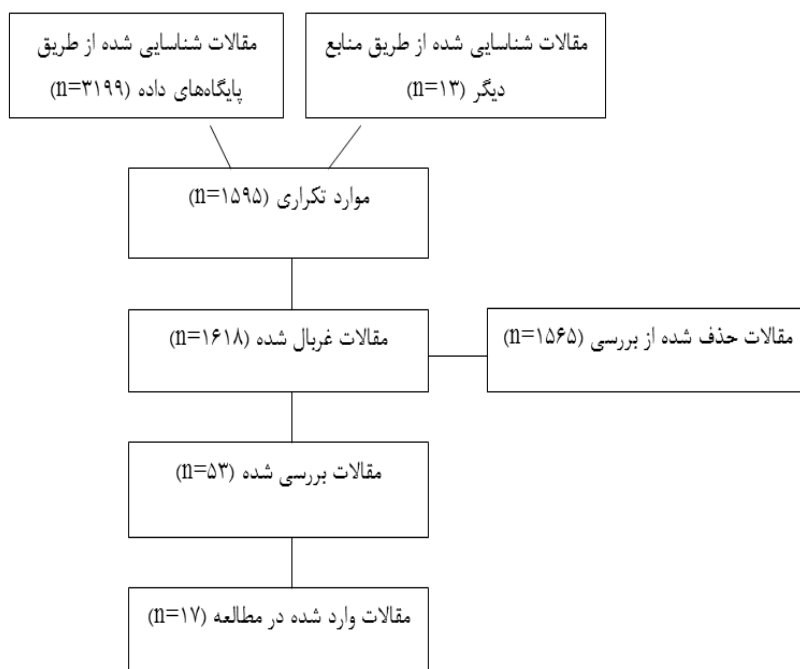 مقالات شناسایی شده از طریق منابع
دیگر (n=۱۳)
مقالات شناسایی شده از طریق
پایگاه‌های داده (n=۳۱۹۹)
موارد تکراری (n=۱۵۹۵)
مقالات غربال شده (n=۱۶۱۸)
مقالات حذف شده از بررسی (n=۱۵۶۵)
مقالات بررسی شده (n=۵۳)
مقالات وارد شده در مطالعه (n=۱۷)